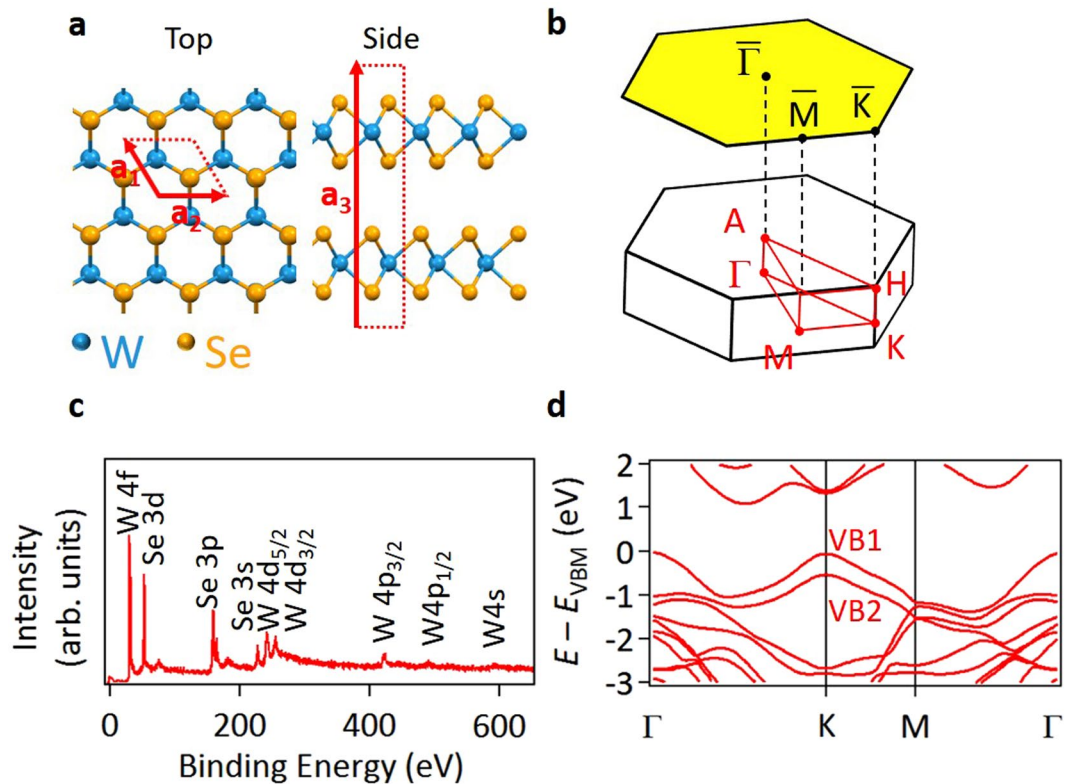 a
Top
Side
a1
a2
a3
W
Se
b
Γ̅
M̅
K̅
A
Γ
H
M
K
c
Intensity
(arb. units)
W 4f
Se 3d
Se 3p
Se 3s
W 4d5/2
W 4d3/2
W 4p3/2
W4p1/2
W4s
0
200
400
600
Binding Energy (eV)
d
E − EVBM (eV)
2
1
0
-1
-2
-3
VB1
VB2
Γ
K
M
Γ